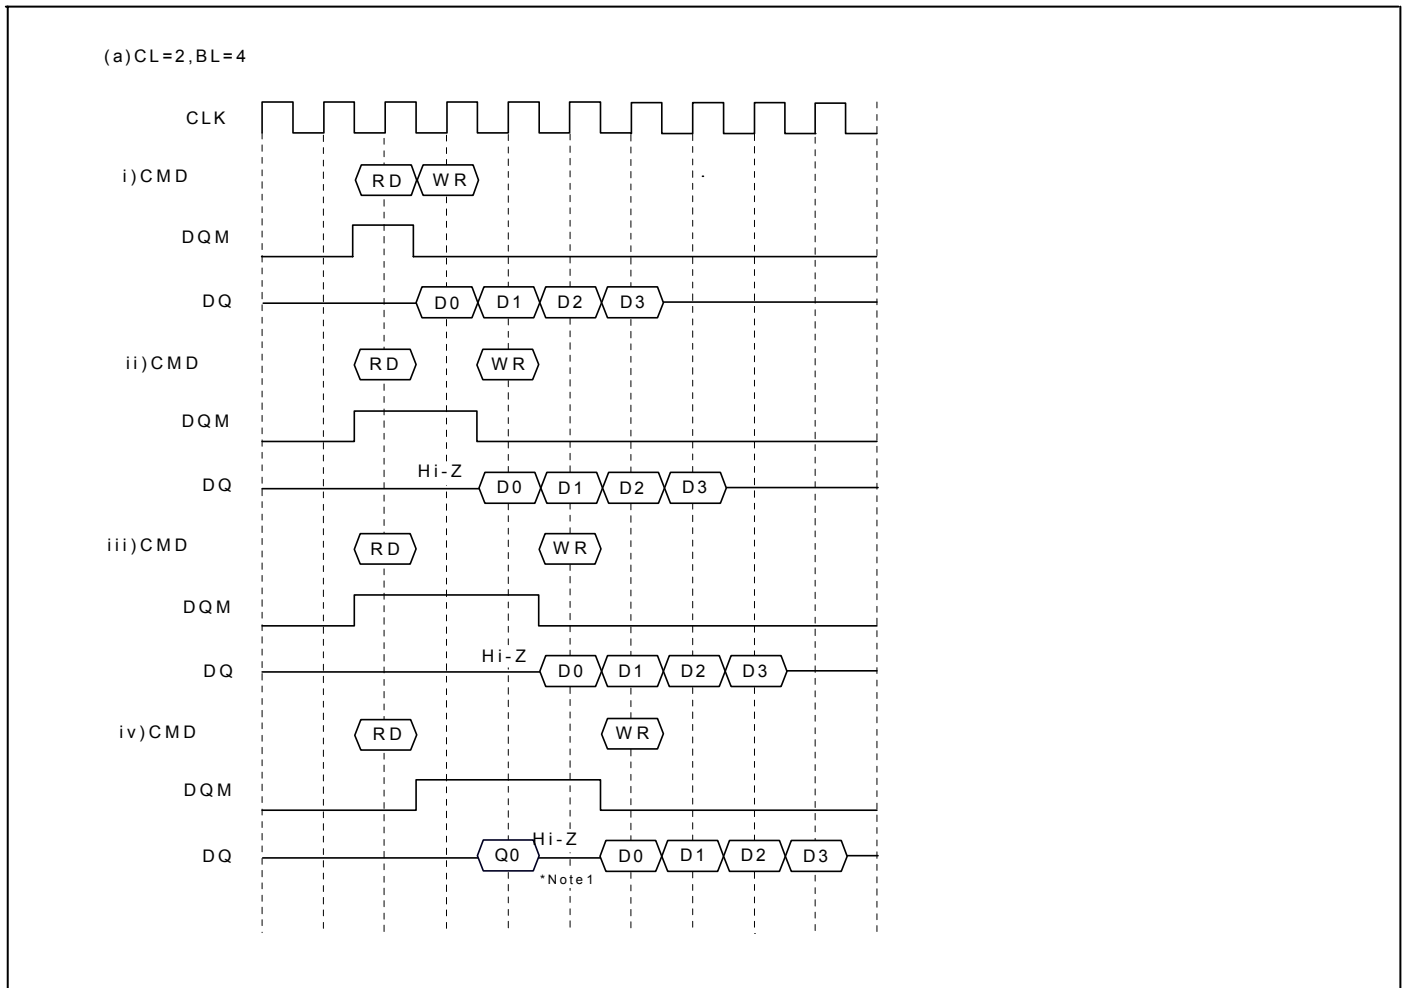 (a)CL=2,BL=4
CLK
i)CMD RD WR
DQM
DQ D0 D1 D2 D3
ii)CMD RD WR
DQM
DQ Hi-Z D0 D1 D2 D3
iii)CMD RD WR
DQM
DQ Hi-Z D0 D1 D2 D3
iv)CMD RD WR
DQM
DQ Q0 Hi-Z D0 D1 D2 D3
*Note1